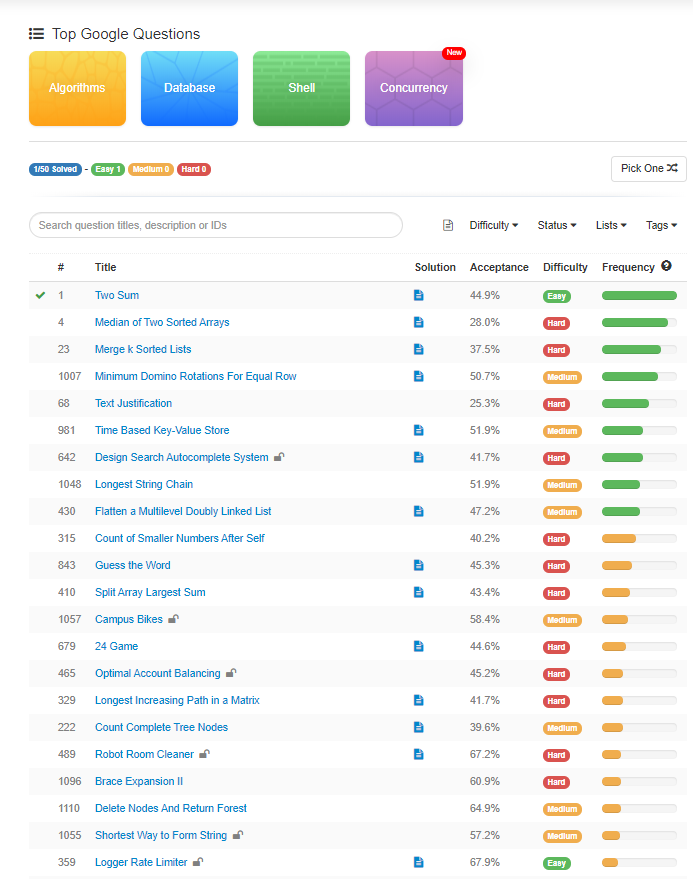 Top Google Questions
Algorithms Database Shell Concurrency New
1/50 Solved - Easy 1 Medium 0 Hard 0 Pick One
Search question titles, description or IDs Difficulty Status Lists Tags
# Title Solution Acceptance Difficulty Frequency
1 Two Sum 44.9% Easy
4 Median of Two Sorted Arrays 28.0% Hard
23 Merge k Sorted Lists 37.5% Hard
1007 Minimum Domino Rotations For Equal Row 50.7% Medium
68 Text Justification 25.3% Hard
981 Time Based Key-Value Store 51.9% Medium
642 Design Search Autocomplete System 41.7% Hard
1048 Longest String Chain 51.9% Medium
430 Flatten a Multilevel Doubly Linked List 47.2% Medium
315 Count of Smaller Numbers After Self 40.2% Hard
843 Guess the Word 45.3% Hard
410 Split Array Largest Sum 43.4% Hard
1057 Campus Bikes 58.4% Medium
679 24 Game 44.6% Hard
465 Optimal Account Balancing 45.2% Hard
329 Longest Increasing Path in a Matrix 41.7% Hard
222 Count Complete Tree Nodes 39.6% Medium
489 Robot Room Cleaner 67.2% Hard
1096 Brace Expansion II 60.9% Hard
1110 Delete Nodes And Return Forest 64.9% Medium
1055 Shortest Way to Form String 57.2% Medium
359 Logger Rate Limiter 67.9% Easy